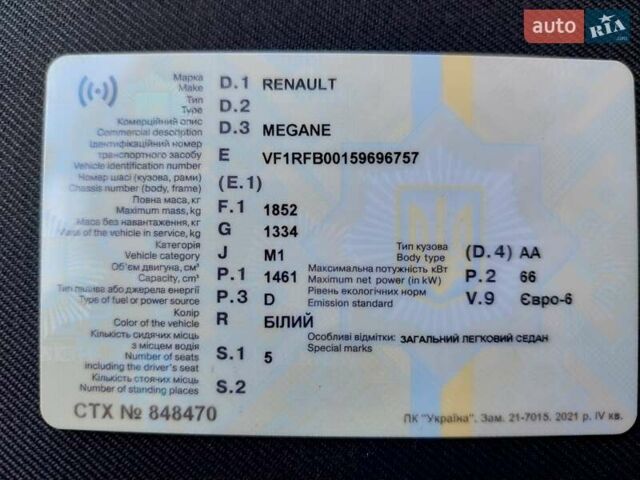 auto RIA.com
Марка D.1 RENAULT
Make
Тип D.2
Type
Комерційний опис D.3 MEGANE
Commercial description
Ідентифікаційний номер
транспортного засобу E VF1RFB00159696757
Vehicle identification number
Номер шасі (кузова, рами) (E.1)
Chassis number (body, frame)
Повна маса, кг F.1 1852
Maximum mass, kg
Маса без навантаження, кг G 1334
Mass of the vehicle in service, kg
Категорія J M1 Тип кузова (D.4) AA
Vehicle category Body type
Об'єм двигуна, см³ P.1 1461 Максимальна потужність кВт P.2 66
Capacity, cm³ Maximum net power (in kW)
Тип палива або джерела енергії P.3 D Рівень екологічних норм V.9 Євро-6
Type of fuel or power source Emission standard
Колір R БІЛИЙ
Color of the vehicle
Кількість сидячих місць Особливі відмітки: ЗАГАЛЬНИЙ ЛЕГКОВИЙ СЕДАН
з місцем водія Special marks
Number of seats S.1 5
including the driver's seat
Кількість стоячих місць S.2
Number of standing places
СТХ № 848470
ПК "Україна". Зам. 21-7015. 2021 р. IV кв.